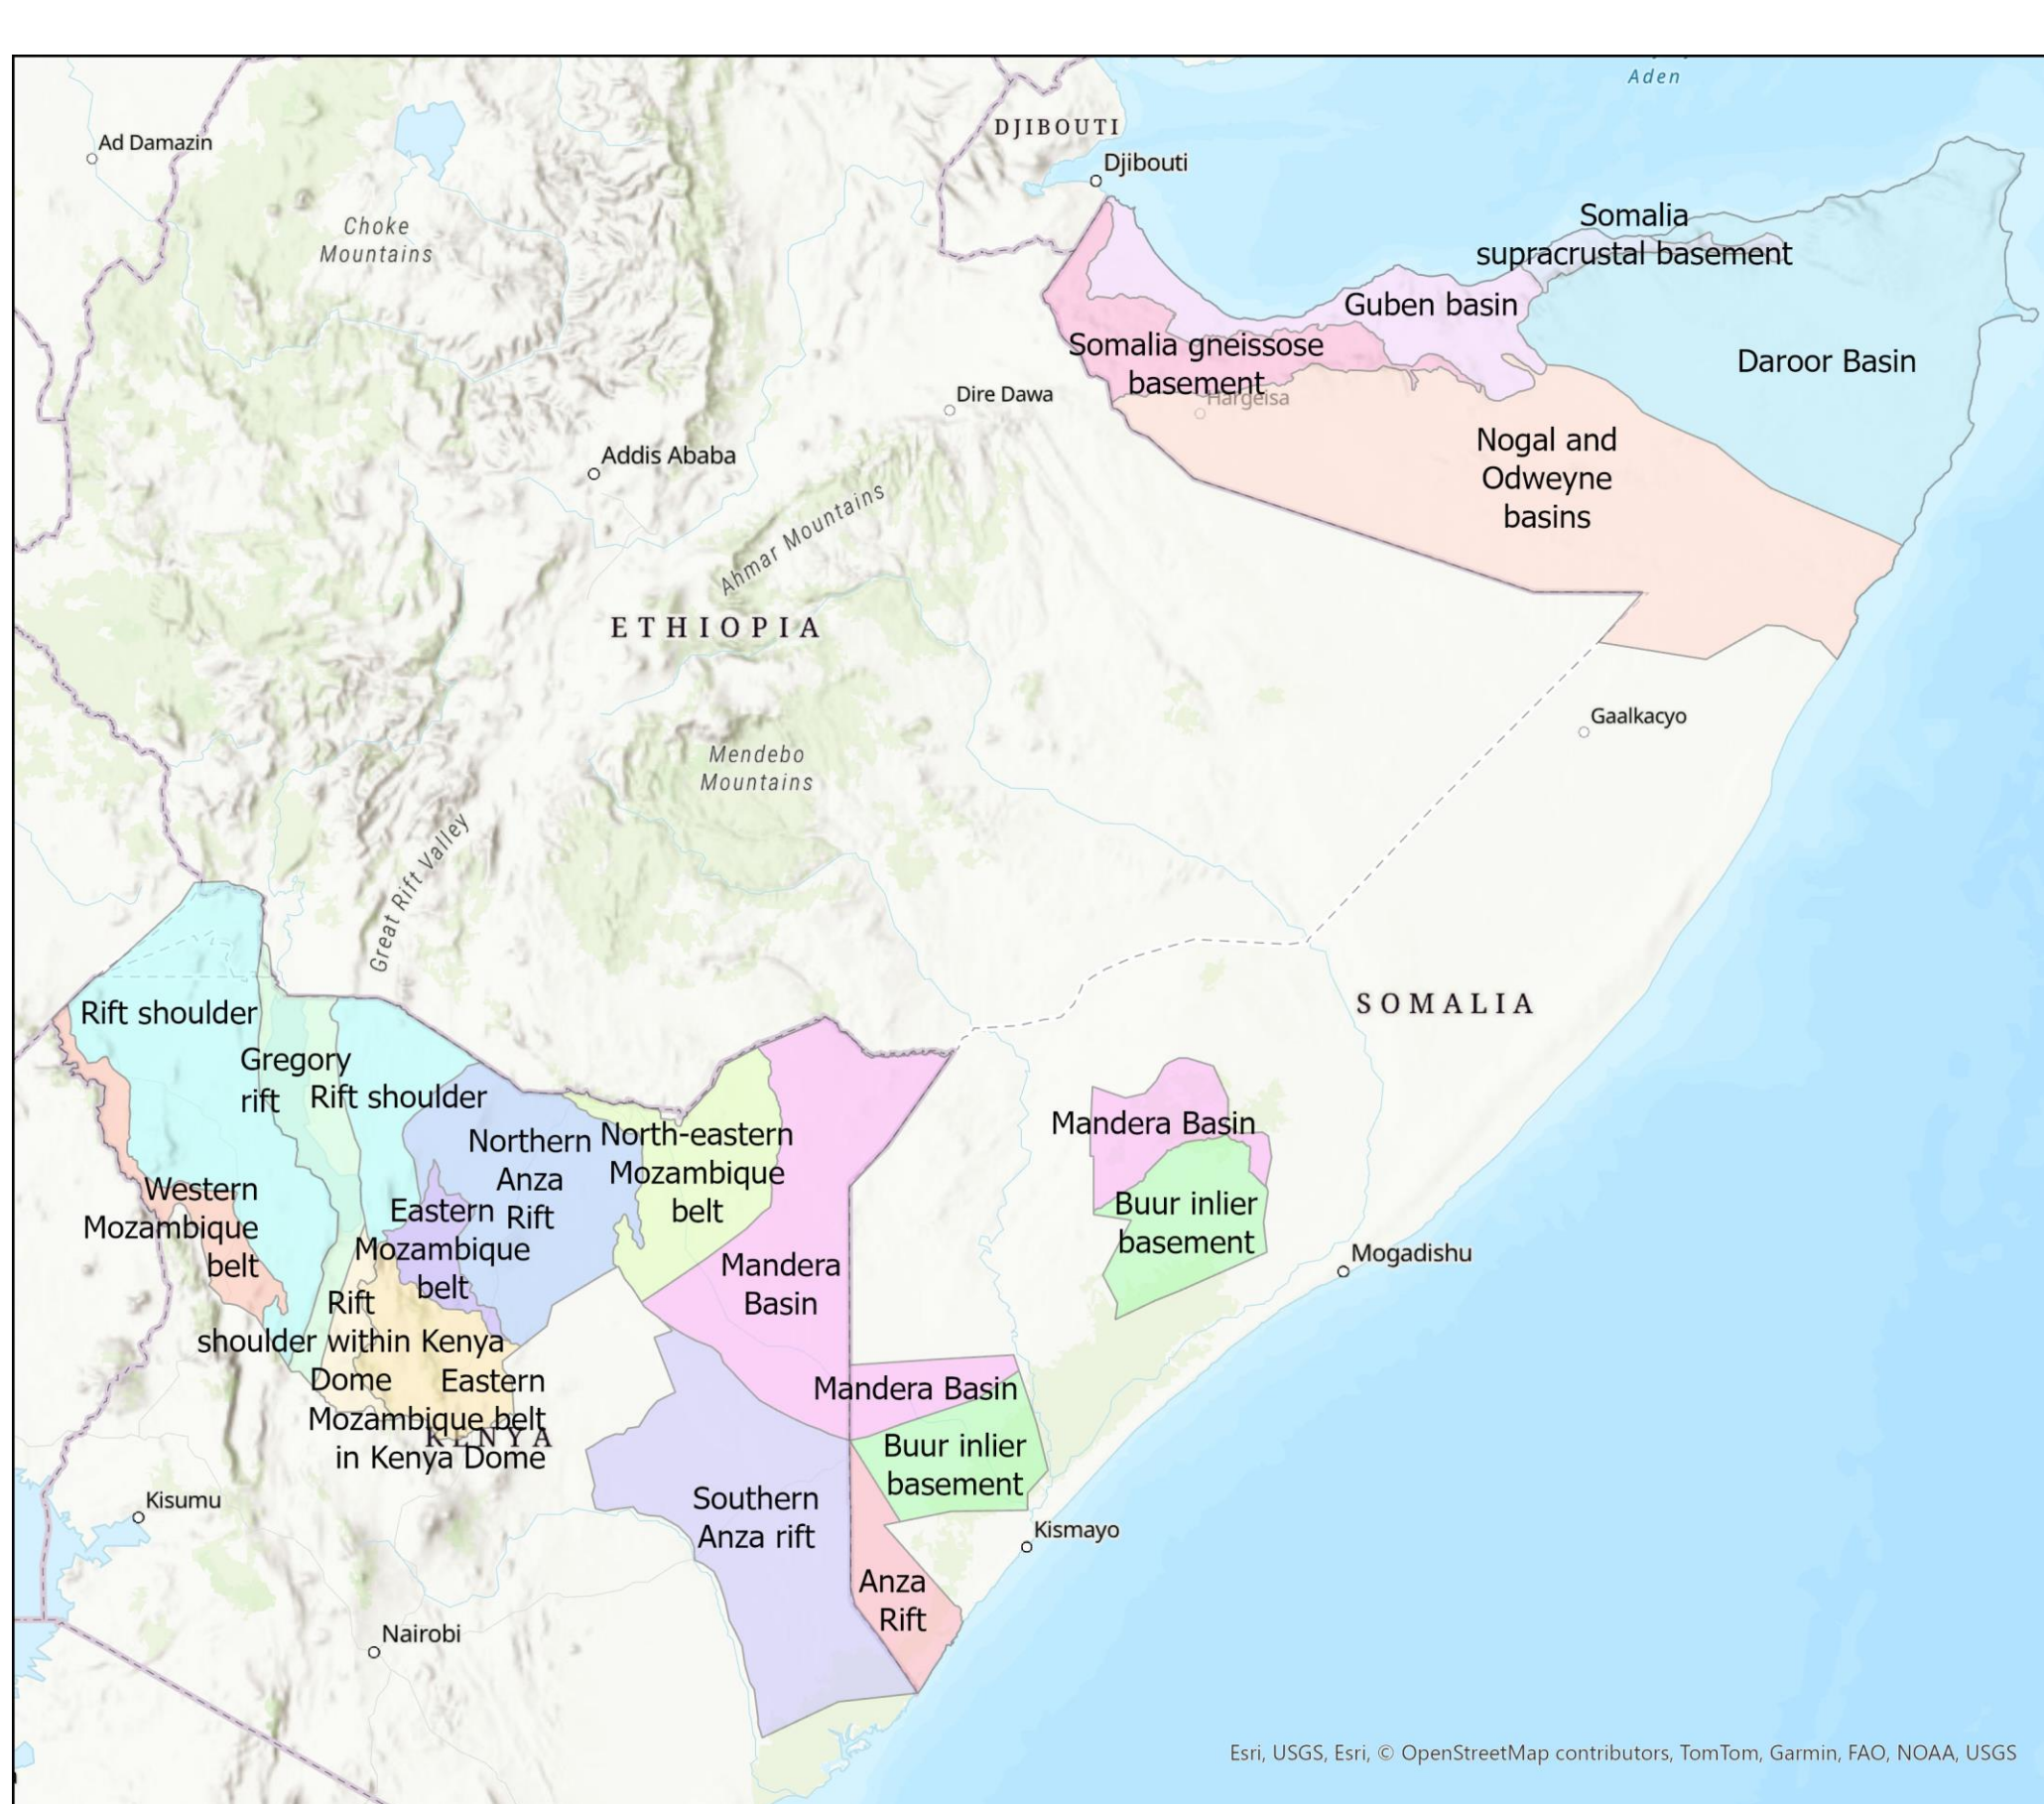 Aden
DJIBOUTI
Ad Damazin
Djibouti
Choke
Mountains
Somalia
supracrustal basement
Guben basin
Somalia gneissose
basement
Daroor Basin
Dire Dawa
Hargeisa
Addis Ababa
Nogal and
Odweyne
basins
Ahmar Mountains
ETHIOPIA
Gaalkacyo
Mendebo
Mountains
Great Rift Valley
SOMALIA
Rift shoulder
Gregory
rift
Rift shoulder
Northern
Anza
Rift
North-eastern
Mozambique
belt
Mandera Basin
Buur inlier
basement
Western
Mozambique
belt
Eastern
Mozambique
belt
Mandera
Basin
Mogadishu
Rift
shoulder within Kenya
Dome
Eastern
Mozambique belt
in Kenya Dome
KENYA
Mandera Basin
Buur inlier
basement
Southern
Anza rift
Kisumu
Kismayo
Anza
Rift
Nairobi
Esri, USGS, Esri, © OpenStreetMap contributors, TomTom, Garmin, FAO, NOAA, USGS